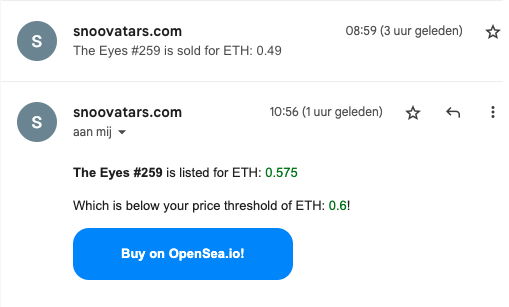 S
snoovatars.com 08:59 (3 uur geleden)
The Eyes #259 is sold for ETH: 0.49
S
snoovatars.com 10:56 (1 uur geleden)
aan mij
The Eyes #259 is listed for ETH: 0.575
Which is below your price threshold of ETH: 0.6!
Buy on OpenSea.io!